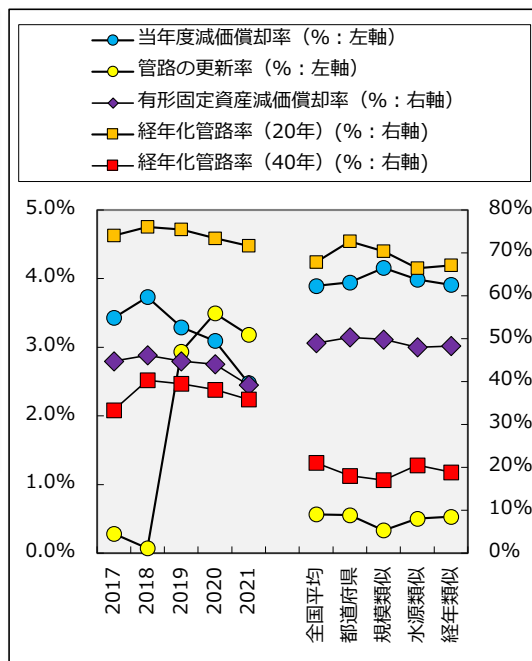 当年度減価償却率（%：左軸）
管路の更新率（%：左軸）
有形固定資産減価償却率（%：右軸）
経年化管路率（20年）(%：右軸)
経年化管路率（40年）(%：右軸)
5.0%
4.0%
3.0%
2.0%
1.0%
0.0%
80%
70%
60%
50%
40%
30%
20%
10%
0%
2017
2018
2019
2020
2021
全国平均
都道府県
規模類似
水源類似
経年類似